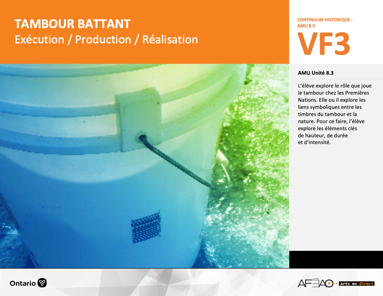 TAMBOUR BATTANT
Exécution / Production / Réalisation
CONTINUUM HISTORIQUE :
AMU 8.3
VF3
AMU Unité 8.3
L'élève explore le rôle que joue
le tambour chez les Premières
Nations. Elle ou il explore les
liens symboliques entre les
timbres du tambour et la
nature. Pour ce faire, l'élève
explore les éléments clés
de hauteur, de durée
et d'intensité.
Ontario
AFEAO
arts en direct